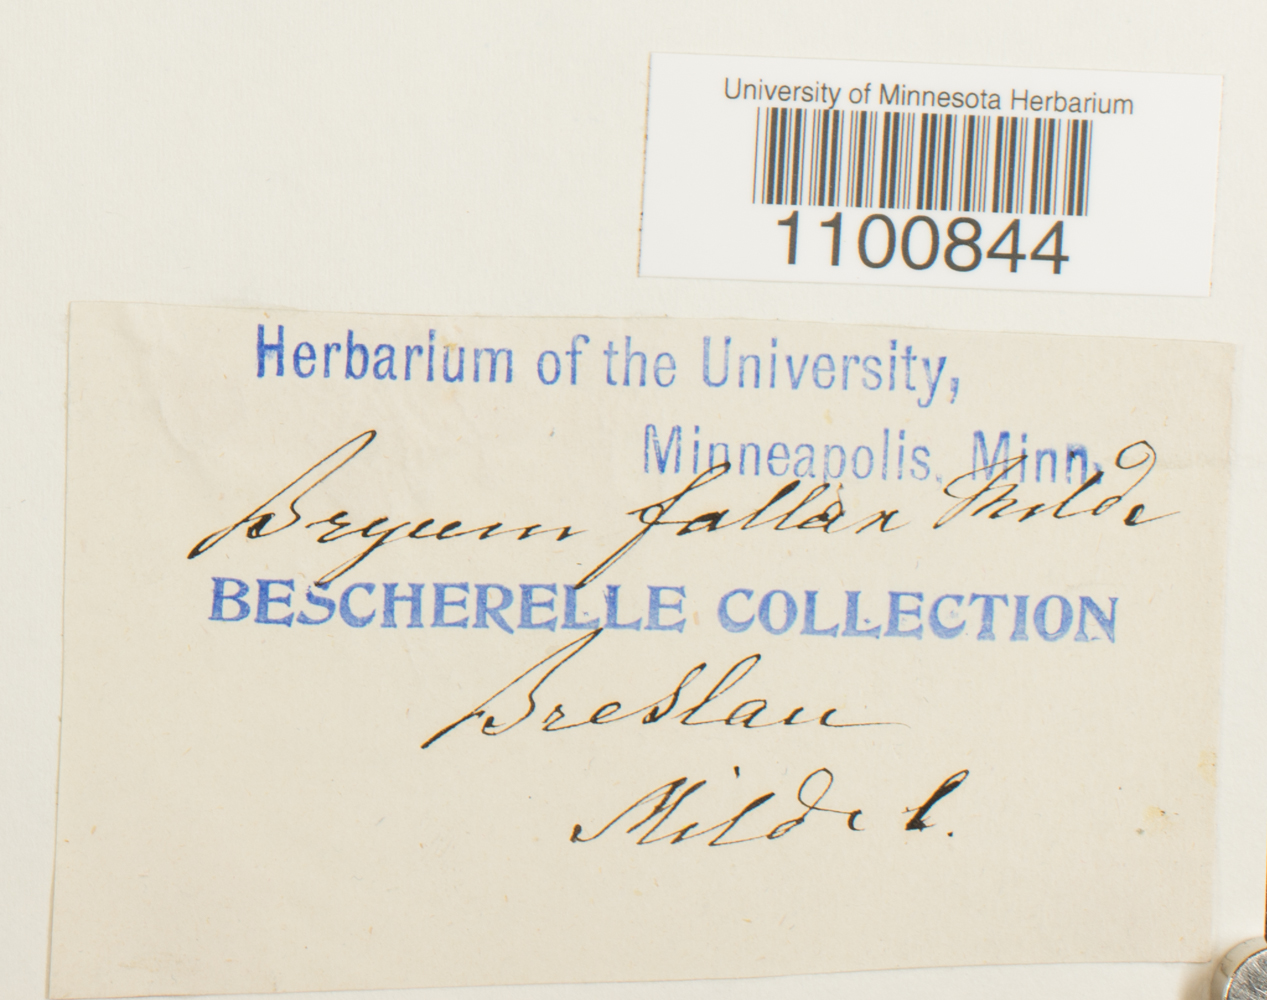 University of Minnesota Herbarium
1100844
Herbarium of the University,
Minneapolis, Minn.
Bryum fallax Milde
BESCHERELLE COLLECTION
Breslau
Milde l.